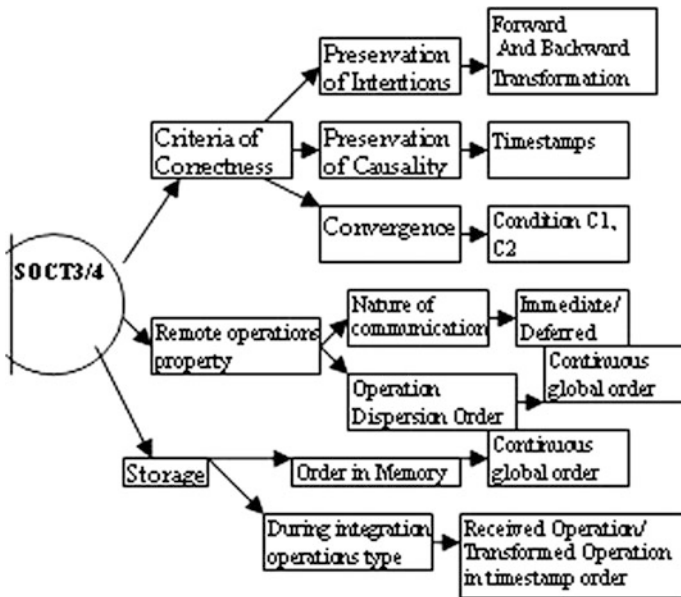 Preservation
of Intentions
Forward
And Backward
Transformation
Criteria of
Correctness
Preservation
of Causality
Timestamps
Convergence
Condition C1,
C2
SOCT3/4
Remote operations
property
Nature of
communication
Immediate/
Deferred
Operation
Dispersion Order
Continuous
global order
Storage
Order in Memory
Continuous
global order
During integration
operations type
Received Operation/
Transformed Operation
in timestamp order